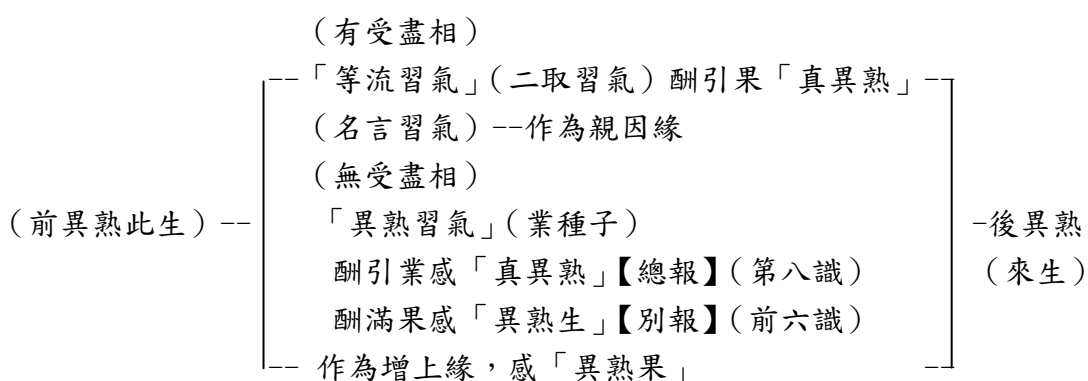 （有受盡相）
--「等流習氣」（二取習氣）酬引果「真異熟」--
（名言習氣）--作為親因緣
（無受盡相）
（前異熟此生）-- 「異熟習氣」（業種子） -後異熟
酬引業感「真異熟」【總報】（第八識） （來生）
酬滿果感「異熟生」【別報】（前六識）
-- 作為增上緣，感「異熟果」 --